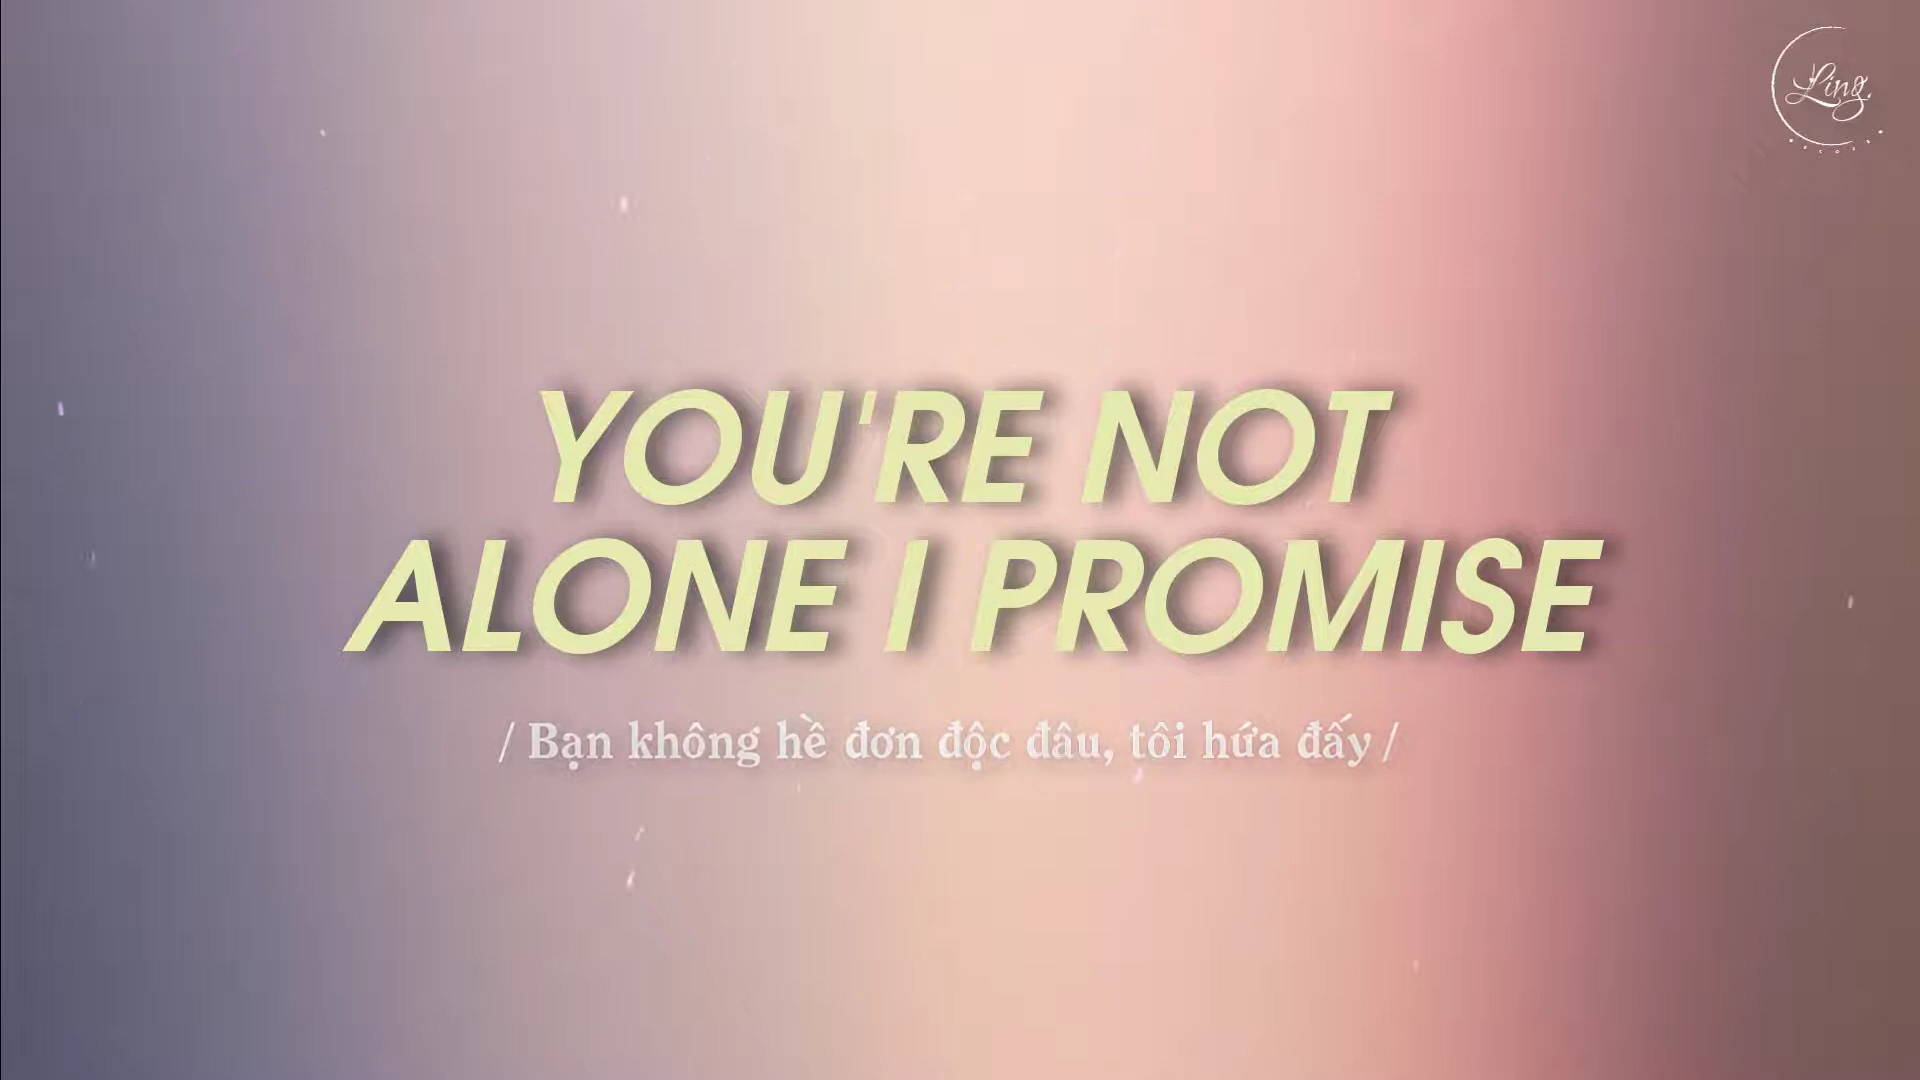 Ling.
YOU'RE NOT
ALONE I PROMISE
/ Bạn không hề đơn độc đâu, tôi hứa đấy /